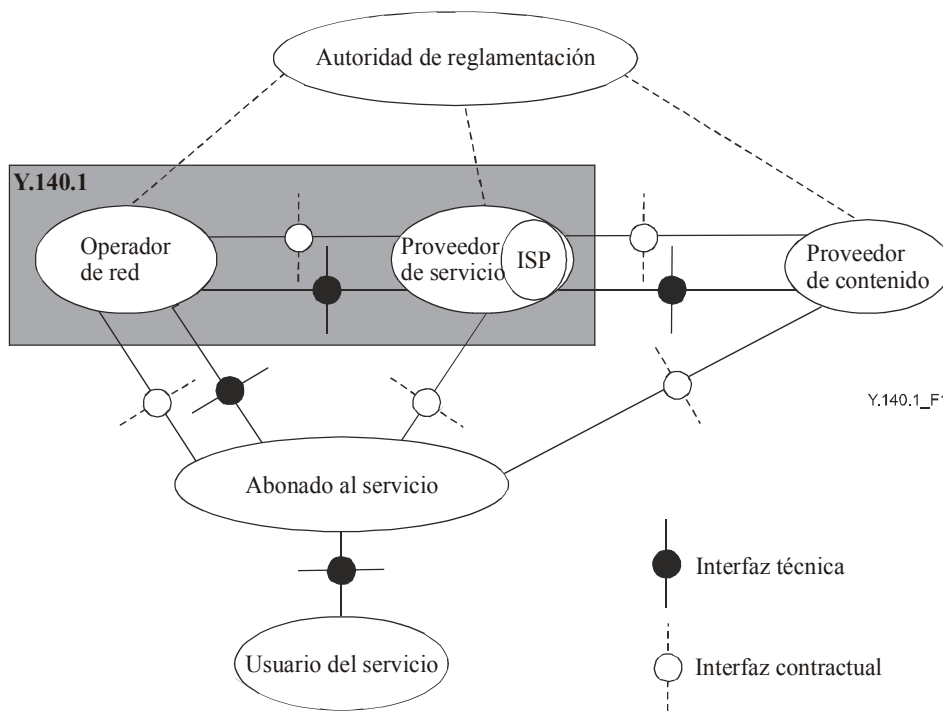 Autoridad de reglamentación
Y.140.1
Operador
de red
Proveedor
de servicio
ISP
Proveedor
de contenido
Y.140.1_F1
Abonado al servicio
Interfaz técnica
Usuario del servicio
Interfaz contractual